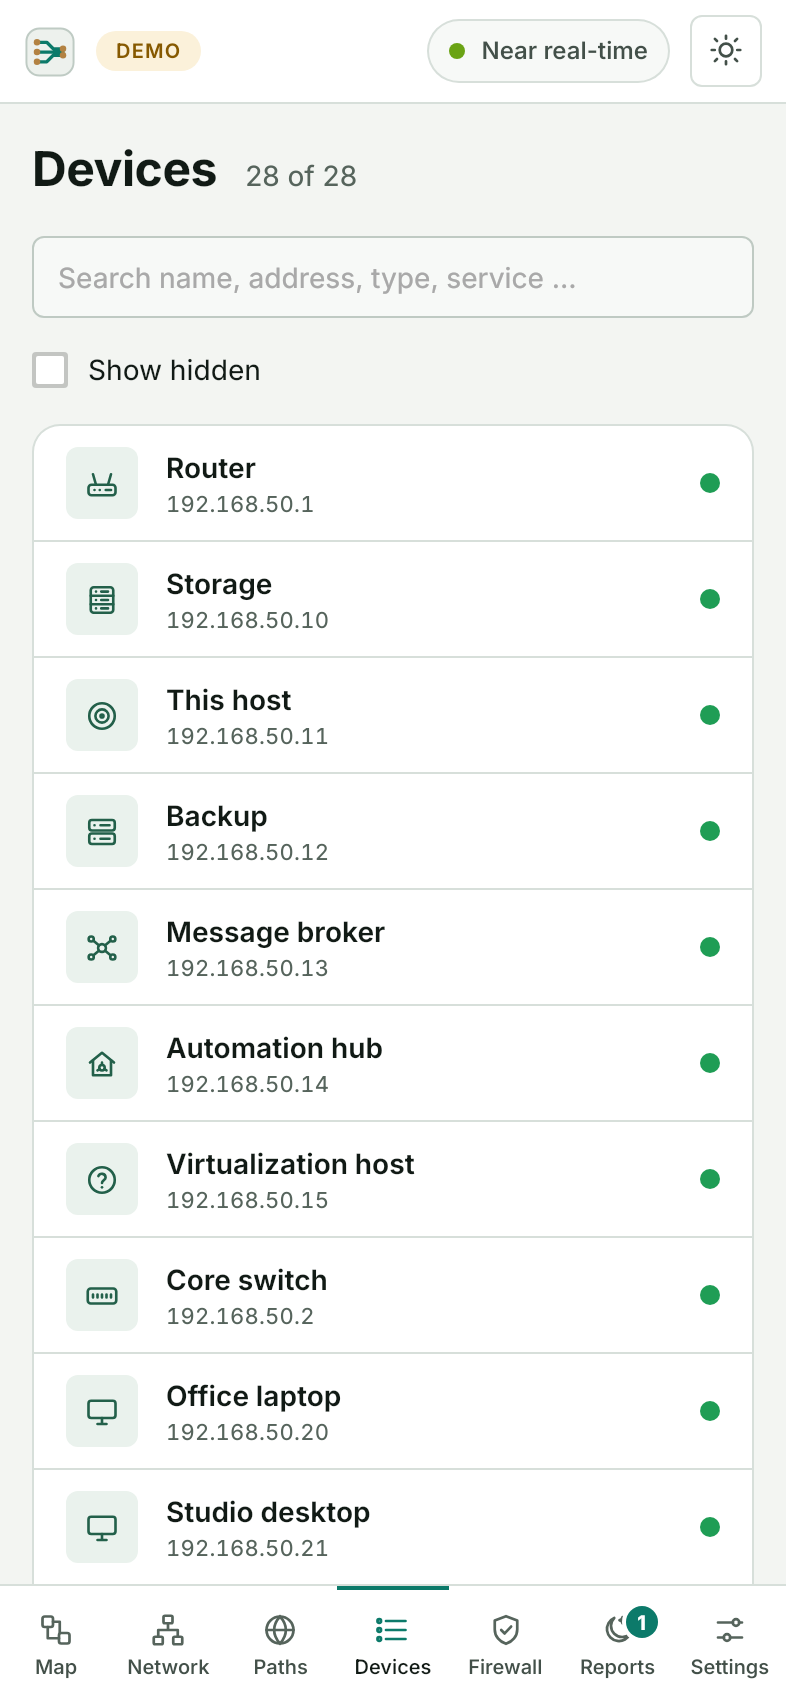 DEMO
Near real-time
Devices 28 of 28
Search name, address, type, service ...
Show hidden
Router
192.168.50.1
Storage
192.168.50.10
This host
192.168.50.11
Backup
192.168.50.12
Message broker
192.168.50.13
Automation hub
192.168.50.14
Virtualization host
192.168.50.15
Core switch
192.168.50.2
Office laptop
192.168.50.20
Studio desktop
192.168.50.21
1
Map Network Paths Devices Firewall Reports Settings